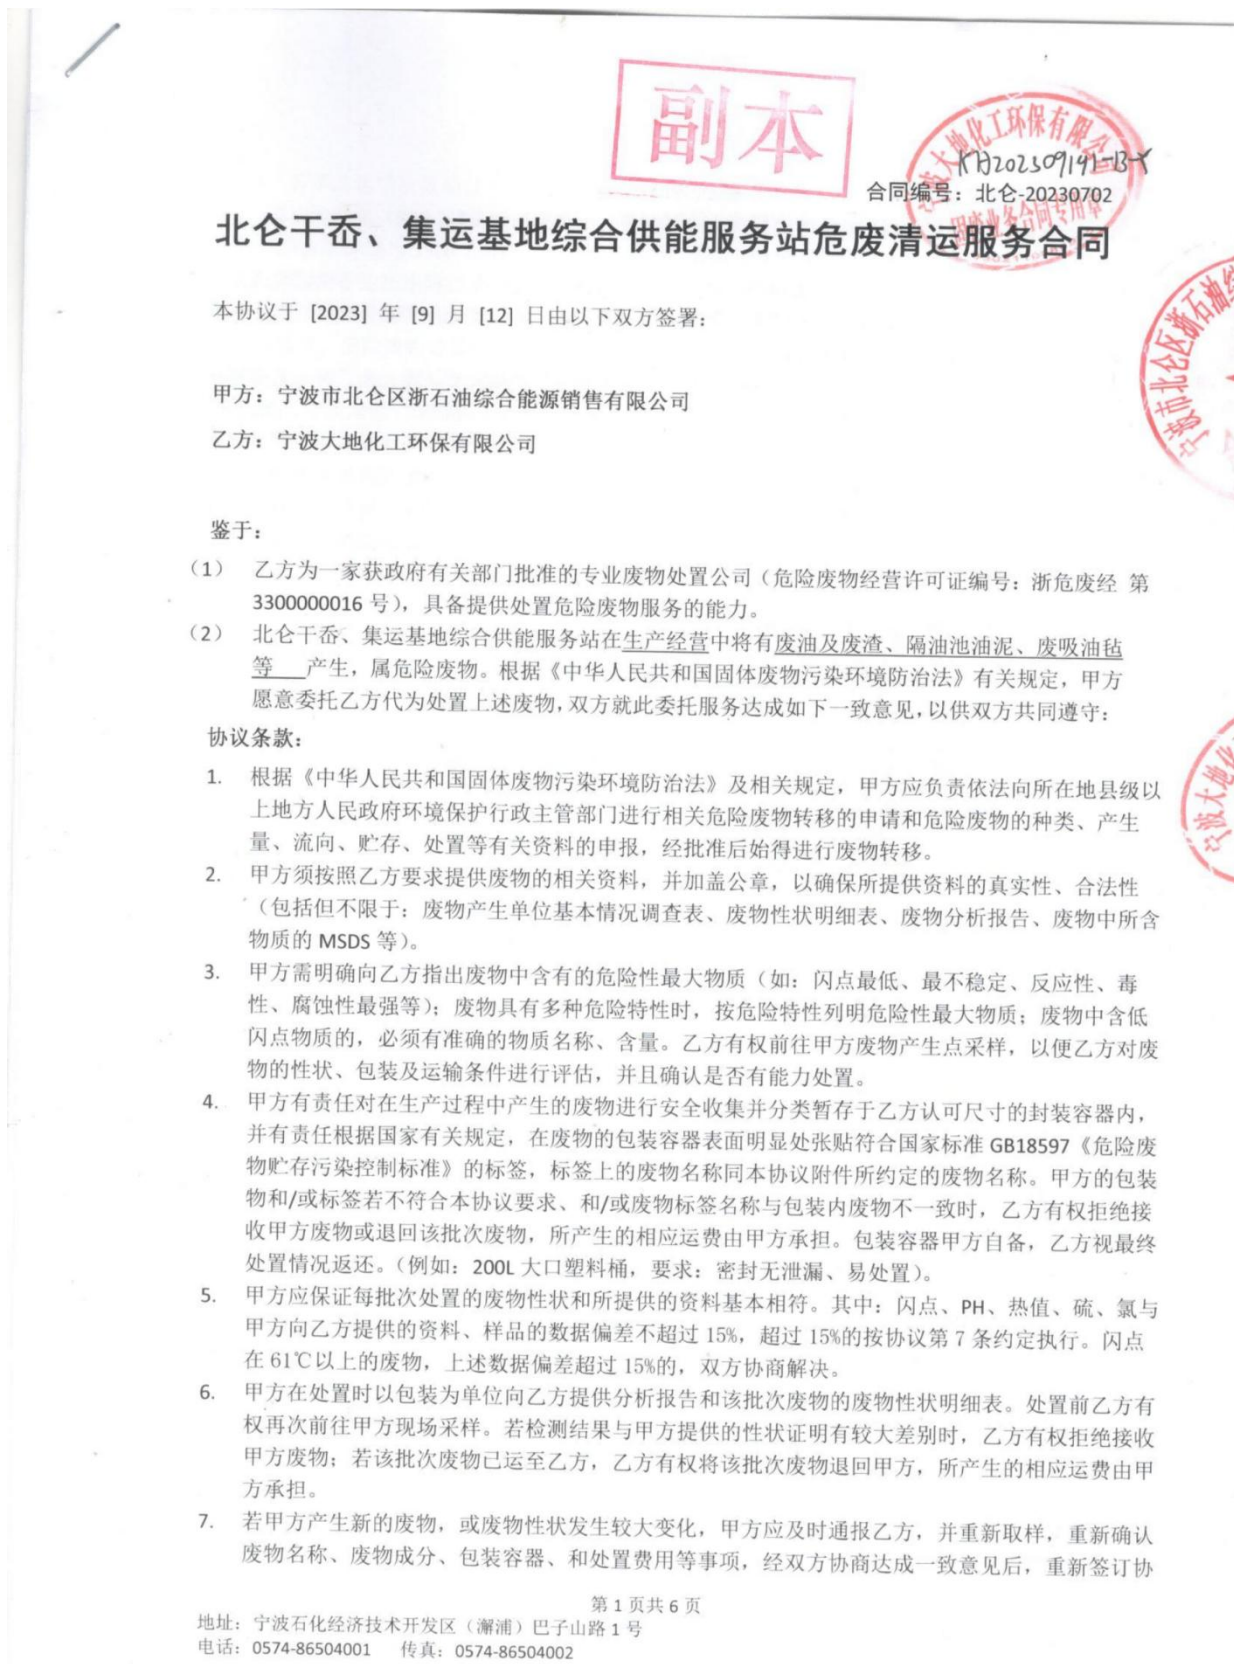 副本
宁波大地化工环保有限公司
合同编号：北仑-20230702
固废业务合同专用章
北仑干岙、集运基地综合供能服务站危废清运服务合同
本协议于 [2023] 年 [9] 月 [12] 日由以下双方签署：
宁波市北仑区浙石油综
甲方：宁波市北仑区浙石油综合能源销售有限公司
乙方：宁波大地化工环保有限公司
鉴于：
（1） 乙方为一家获政府有关部门批准的专业废物处置公司（危险废物经营许可证编号：浙危废经 第
3300000016 号），具备提供处置危险废物服务的能力。
（2） 北仑干岙、集运基地综合供能服务站在生产经营中将有废油及废渣、隔油池油泥、废吸油毡
等 产生，属危险废物。根据《中华人民共和国固体废物污染环境防治法》有关规定，甲方
愿意委托乙方代为处置上述废物，双方就此委托服务达成如下一致意见，以供双方共同遵守：
协议条款：
宁波大地化
1. 根据《中华人民共和国固体废物污染环境防治法》及相关规定，甲方应负责依法向所在地县级以
上地方人民政府环境保护行政主管部门进行相关危险废物转移的申请和危险废物的种类、产生
量、流向、贮存、处置等有关资料的申报，经批准后始得进行废物转移。
2. 甲方须按照乙方要求提供废物的相关资料，并加盖公章，以确保所提供资料的真实性、合法性
（包括但不限于：废物产生单位基本情况调查表、废物性状明细表、废物分析报告、废物中所含
物质的 MSDS 等）。
3. 甲方需明确向乙方指出废物中含有的危险性最大物质（如：闪点最低、最不稳定、反应性、毒
性、腐蚀性最强等）；废物具有多种危险特性时，按危险特性列明危险性最大物质；废物中含低
闪点物质的，必须有准确的物质名称、含量。乙方有权前往甲方废物产生点采样，以便乙方对废
物的性状、包装及运输条件进行评估，并且确认是否有能力处置。
4. 甲方有责任对在生产过程中产生的废物进行安全收集并分类暂存于乙方认可尺寸的封装容器内，
并有责任根据国家有关规定，在废物的包装容器表面明显处张贴符合国家标准 GB18597《危险废
物贮存污染控制标准》的标签，标签上的废物名称同本协议附件所约定的废物名称。甲方的包装
物和/或标签若不符合本协议要求、和/或废物标签名称与包装内废物不一致时，乙方有权拒绝接
收甲方废物或退回该批次废物，所产生的相应运费由甲方承担。包装容器甲方自备，乙方视最终
处置情况返还。（例如：200L 大口塑料桶，要求：密封无泄漏、易处置）。
5. 甲方应保证每批次处置的废物性状和所提供的资料基本相符。其中：闪点、PH、热值、硫、氯与
甲方向乙方提供的资料、样品的数据偏差不超过 15%，超过 15%的按协议第 7 条约定执行。闪点
在 61℃以上的废物，上述数据偏差超过 15%的，双方协商解决。
6. 甲方在处置时以包装为单位向乙方提供分析报告和该批次废物的废物性状明细表。处置前乙方有
权再次前往甲方现场采样。若检测结果与甲方提供的性状证明有较大差别时，乙方有权拒绝接收
甲方废物；若该批次废物已运至乙方，乙方有权将该批次废物退回甲方，所产生的相应运费由甲
方承担。
7. 若甲方产生新的废物，或废物性状发生较大变化，甲方应及时通报乙方，并重新取样，重新确认
废物名称、废物成分、包装容器、和处置费用等事项，经双方协商达成一致意见后，重新签订协
第 1 页共 6 页
地址：宁波石化经济技术开发区（澥浦）巴子山路 1 号
电话：0574-86504001 传真：0574-86504002